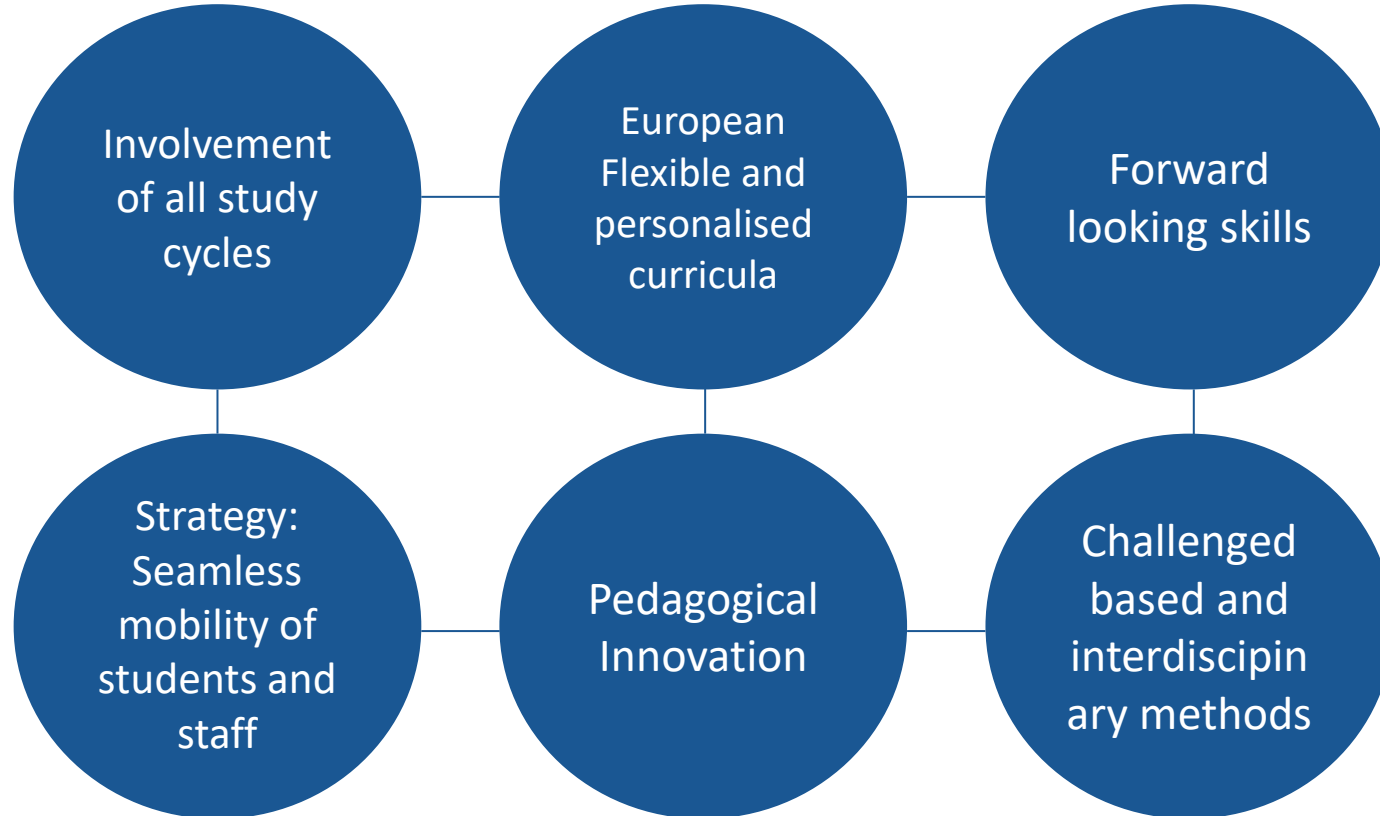 Involvement
of all study
cycles
European
Flexible and
personalised
curricula
Forward
looking skills
Strategy:
Seamless
mobility of
students and
staff
Pedagogical
Innovation
Challenged
based and
interdiscipin
ary methods